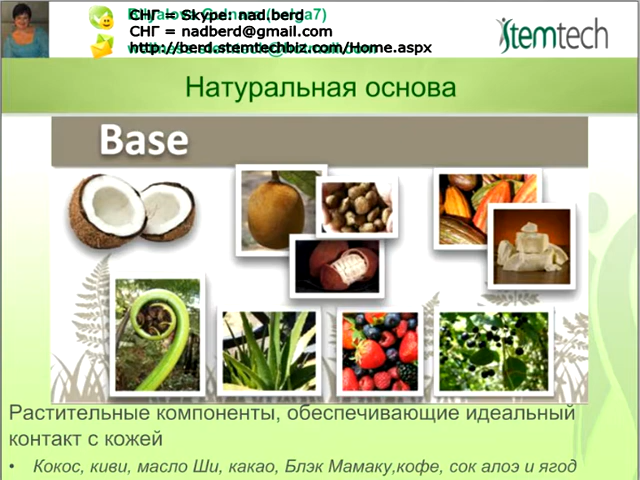 СНГ = Skype: nad.berd
СНГ = nadberd@gmail.com
http://berd.stemtechbiz.com/Home.aspx
Stemtech
Натуральная основа
Base
Растительные компоненты, обеспечивающие идеальный
контакт с кожей
• Кокос, киви, масло Ши, какао, Блэк Мамаку,кофе, сок алоэ и ягод